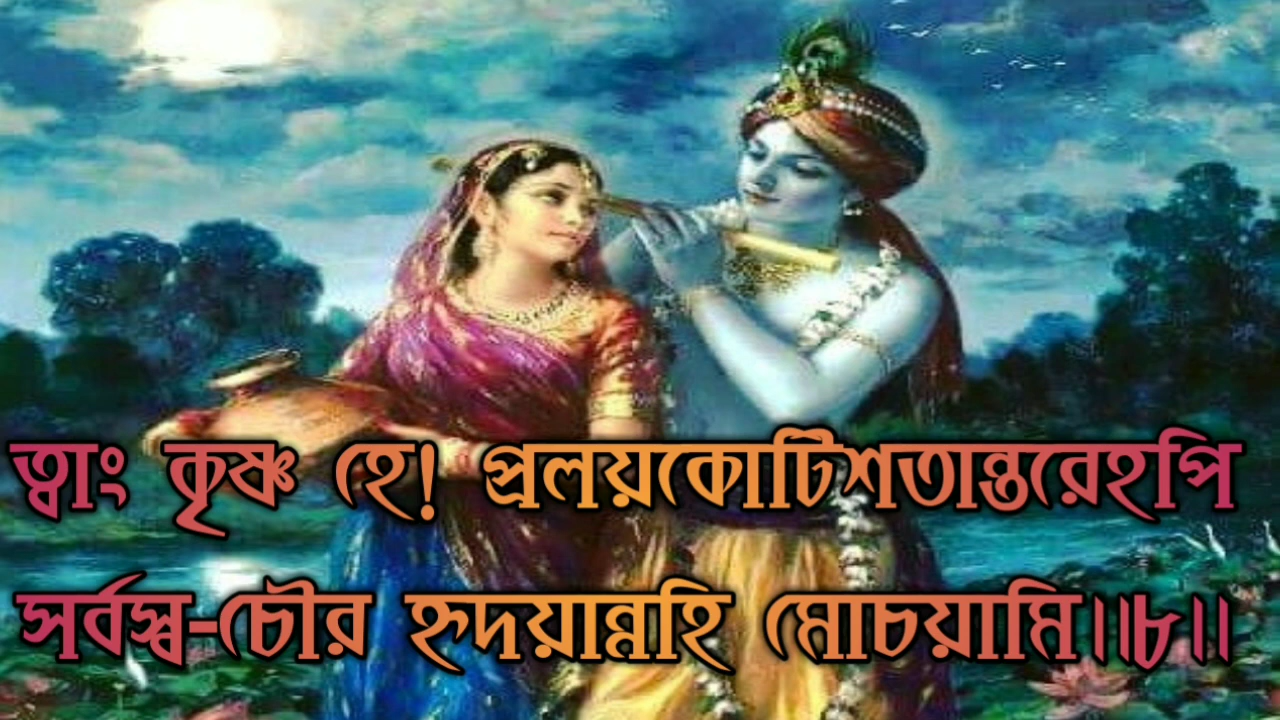 ত্বাং কৃষ্ণ হে! প্রলয়কোটিশতান্তরেহপি
সর্বস্ব-চৌর হৃদয়ান্নহি মোচয়ামি।॥৮॥